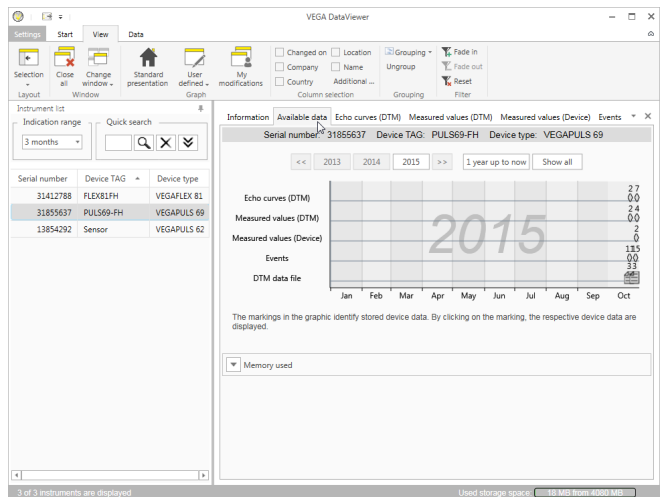 VEGA DataViewer
Settings Start View Data
Selection Close all Change window Standard presentation User defined My modifications
Changed on Location
Company Name
Country Additional ...
Grouping
Ungroup
Fade in
Fade out
Reset
Layout Window Graph Column selection Grouping Filter
Instrument list
Indication range Quick search
3 months
Serial number Device TAG Device type
31412788 FLEX81FH VEGAFLEX 81
31855637 PULS69-FH VEGAPULS 69
13854292 Sensor VEGAPULS 62
Information Available data Echo curves (DTM) Measured values (DTM) Measured values (Device) Events
Serial number: 31855637 Device TAG: PULS69-FH Device type: VEGAPULS 69
<< 2013 2014 2015 >> 1 year up to now Show all
2015
Echo curves (DTM)
Measured values (DTM)
Measured values (Device)
Events
DTM data file
Jan Feb Mar Apr May Jun Jul Aug Sep Oct
The markings in the graphic identify stored device data. By clicking on the marking, the respective device data are
displayed.
Memory used
3 of 3 instruments are displayed
Used storage space: 18 MB from 4080 MB